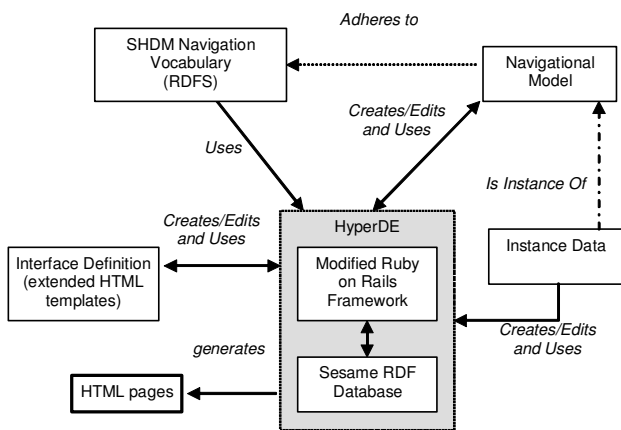 Adheres to
SHDM Navigation
Vocabulary
(RDFS)
Navigational
Model
Creates/Edits
and Uses
Uses
Is Instance Of
Creates/Edits
and Uses
HyperDE
Interface Definition
(extended HTML
templates)
Modified Ruby
on Rails
Framework
Instance Data
Creates/Edits
and Uses
generates
Sesame RDF
Database
HTML pages